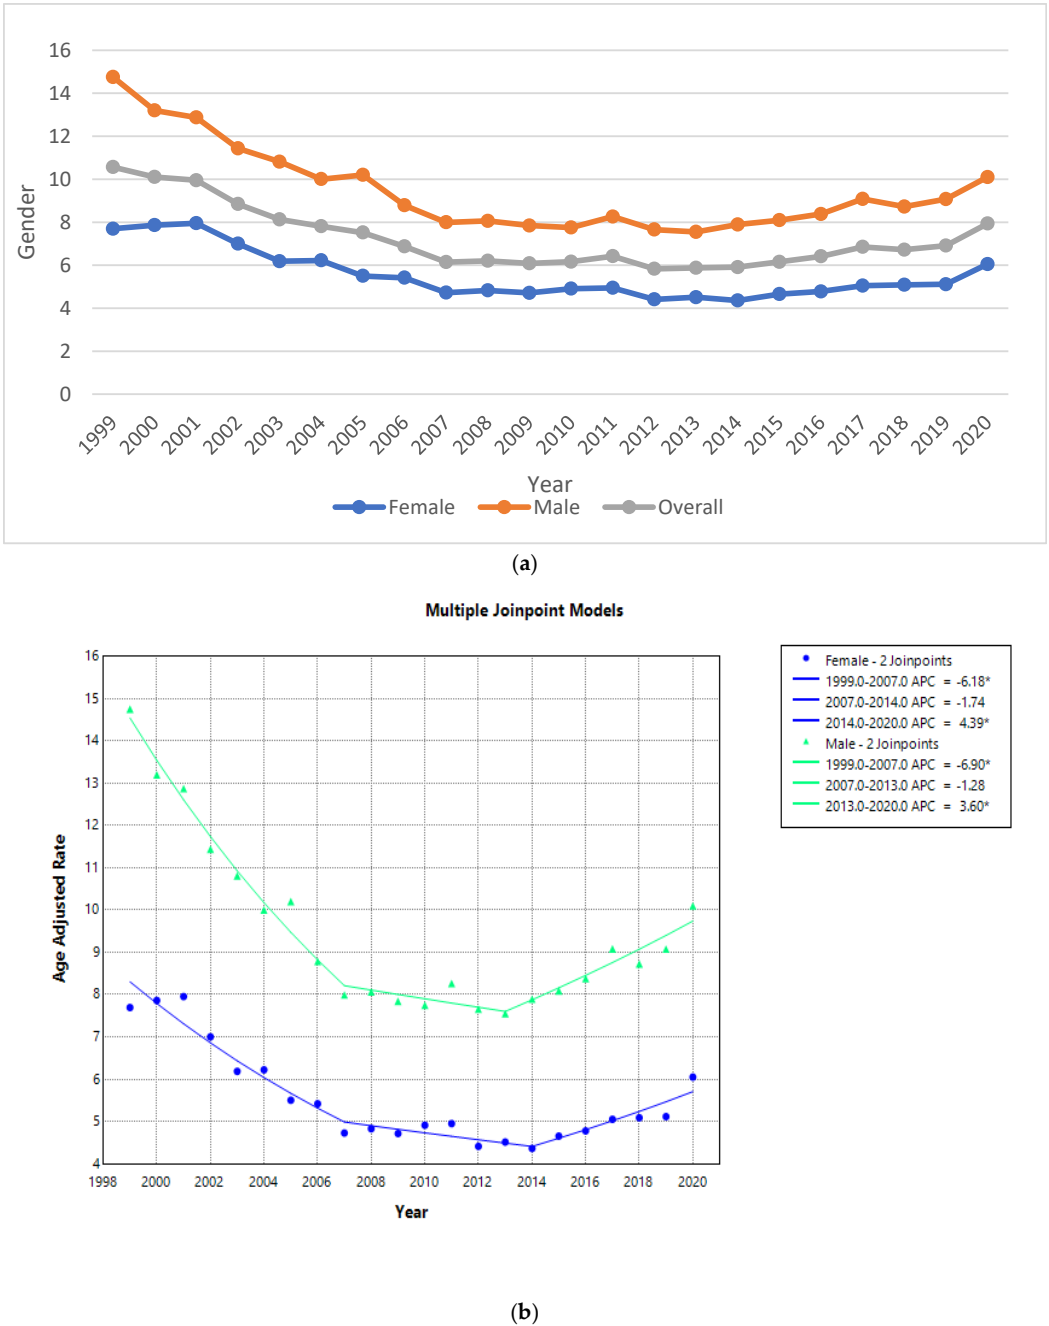 16
14
12
10
8
6
4
2
0
Gender
1999 2000 2001 2002 2003 2004 2005 2006 2007 2008 2009 2010 2011 2012 2013 2014 2015 2016 2017 2018 2019 2020
Year
Female Male Overall
(a)
Multiple Joinpoint Models
16
15
14
13
12
11
10
9
8
7
6
5
4
Age Adjusted Rate
1998 2000 2002 2004 2006 2008 2010 2012 2014 2016 2018 2020
Year
Female - 2 Joinpoints
1999.0-2007.0 APC = -6.18*
2007.0-2014.0 APC = -1.74
2014.0-2020.0 APC = 4.39*
Male - 2 Joinpoints
1999.0-2007.0 APC = -6.90*
2007.0-2013.0 APC = -1.28
2013.0-2020.0 APC = 3.60*
(b)